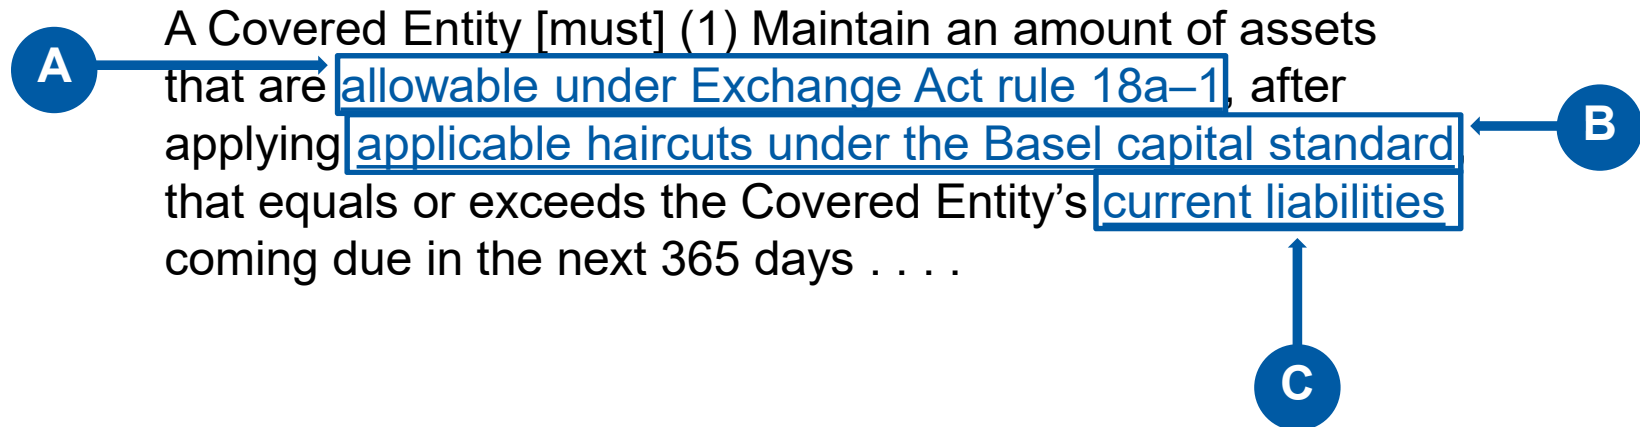 A Covered Entity [must] (1) Maintain an amount of assets
A that are allowable under Exchange Act rule 18a–1, after
applying applicable haircuts under the Basel capital standard, B
that equals or exceeds the Covered Entity’s current liabilities
coming due in the next 365 days . . . .
C